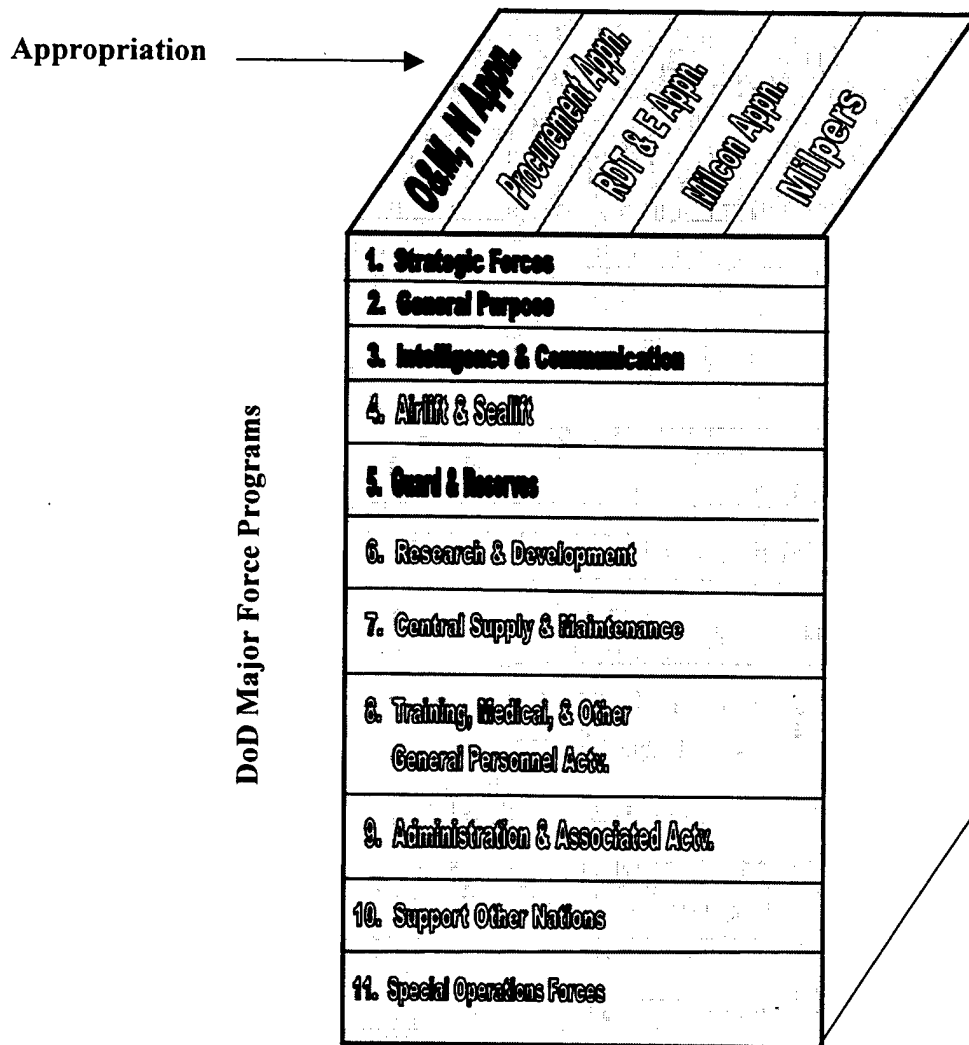 Appropriation
O&M, N Appn.
Procurement Appn.
RDT & E Appn.
Milcon Appn.
Milpers
DoD Major Force Programs
1. Strategic Forces
2. General Purpose
3. Intelligence & Communication
4. Airlift & Sealift
5. Guard & Reserves
6. Research & Development
7. Central Supply & Maintenance
8. Training, Medical, & Other
General Personnel Actv.
9. Administration & Associated Actv.
10. Support Other Nations
11. Special Operations Forces